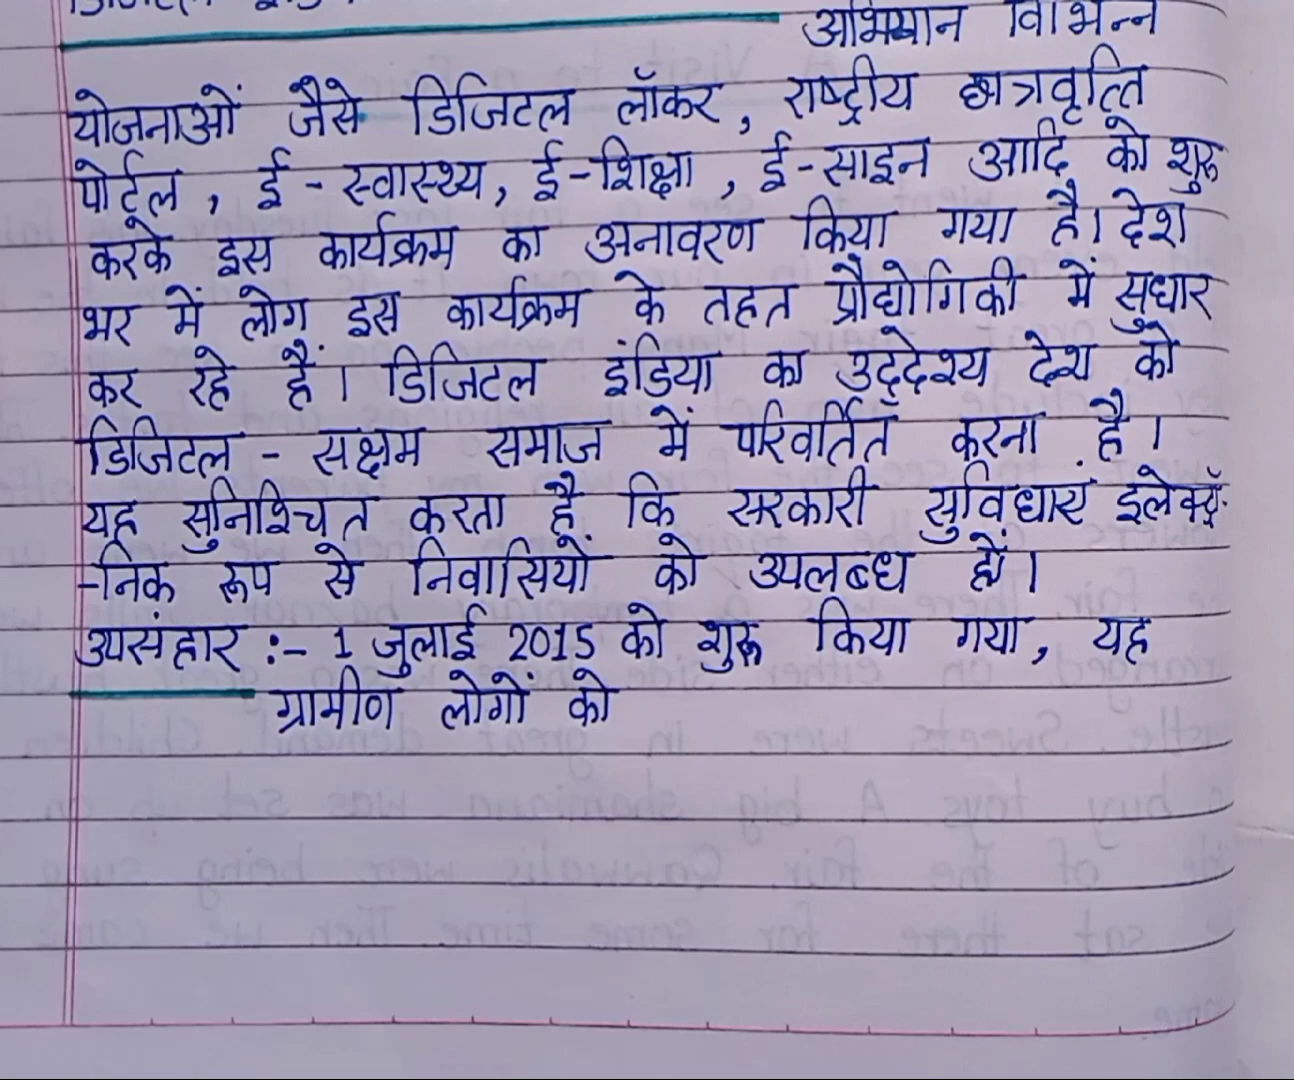 अभियान विभिन्न
योजनाओं जैसे डिजिटल लॉकर, राष्ट्रीय छात्रवृत्ति
पोर्टल, ई - स्वास्थ्य, ई-शिक्षा, ई-साइन आदि को शुरू
करके इस कार्यक्रम का अनावरण किया गया है। देश
भर में लोग इस कार्यक्रम के तहत प्रौद्योगिकी में सुधार
कर रहे हैं। डिजिटल इंडिया का उद्देश्य देश को
डिजिटल - सक्षम समाज में परिवर्तित करना है।
यह सुनिश्चित करता है कि सरकारी सुविधाएं इलेक्ट्रॉ-
-निक रूप से निवासियों को उपलब्ध हों।
उपसंहार :- 1 जुलाई 2015 को शुरू किया गया, यह
ग्रामीण लोगों को